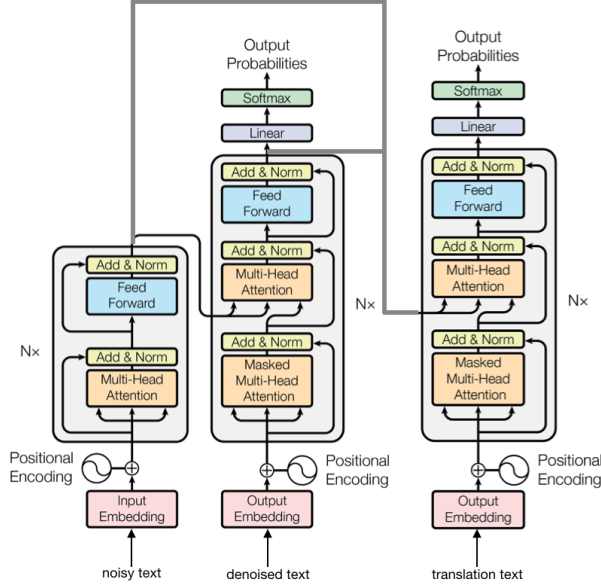 Output
Probabilities
Softmax
Linear
Add & Norm
Feed
Forward
Add & Norm
Multi-Head
Attention
Nx
Add & Norm
Masked
Multi-Head
Attention
Positional
Encoding
Output
Embedding
denoised text
Add & Norm
Feed
Forward
Nx
Add & Norm
Multi-Head
Attention
Positional
Encoding
Input
Embedding
noisy text
Output
Probabilities
Softmax
Linear
Add & Norm
Feed
Forward
Add & Norm
Multi-Head
Attention
Nx
Add & Norm
Masked
Multi-Head
Attention
Positional
Encoding
Output
Embedding
translation text